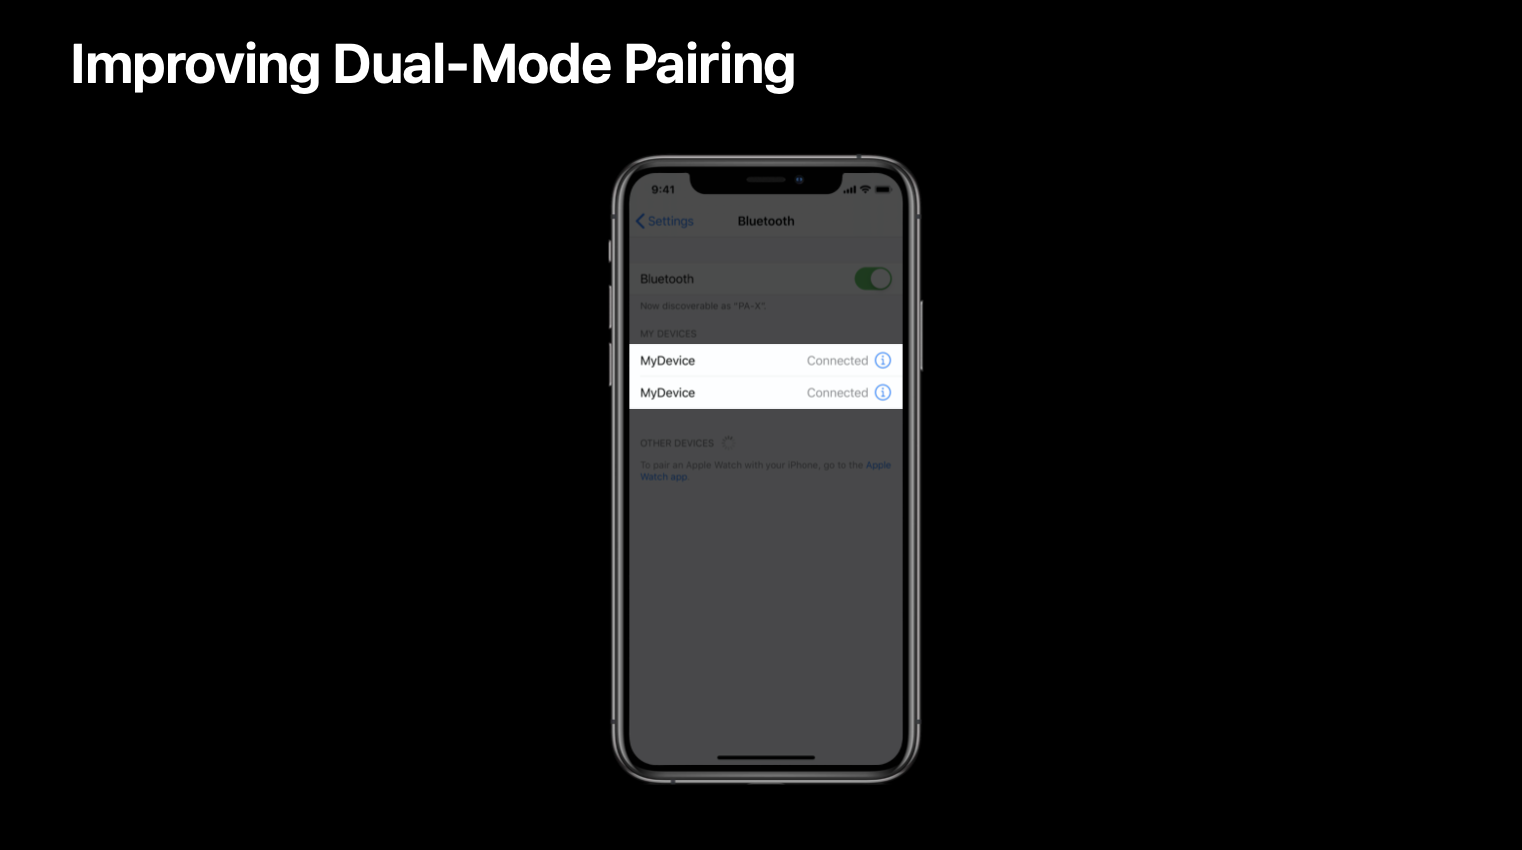 Improving Dual-Mode Pairing
9:41
Settings
Bluetooth
Bluetooth
Now discoverable as "PA-X".
MY DEVICES
MyDevice Connected
MyDevice Connected
OTHER DEVICES
To pair an Apple Watch with your iPhone, go to the Apple
Watch app.